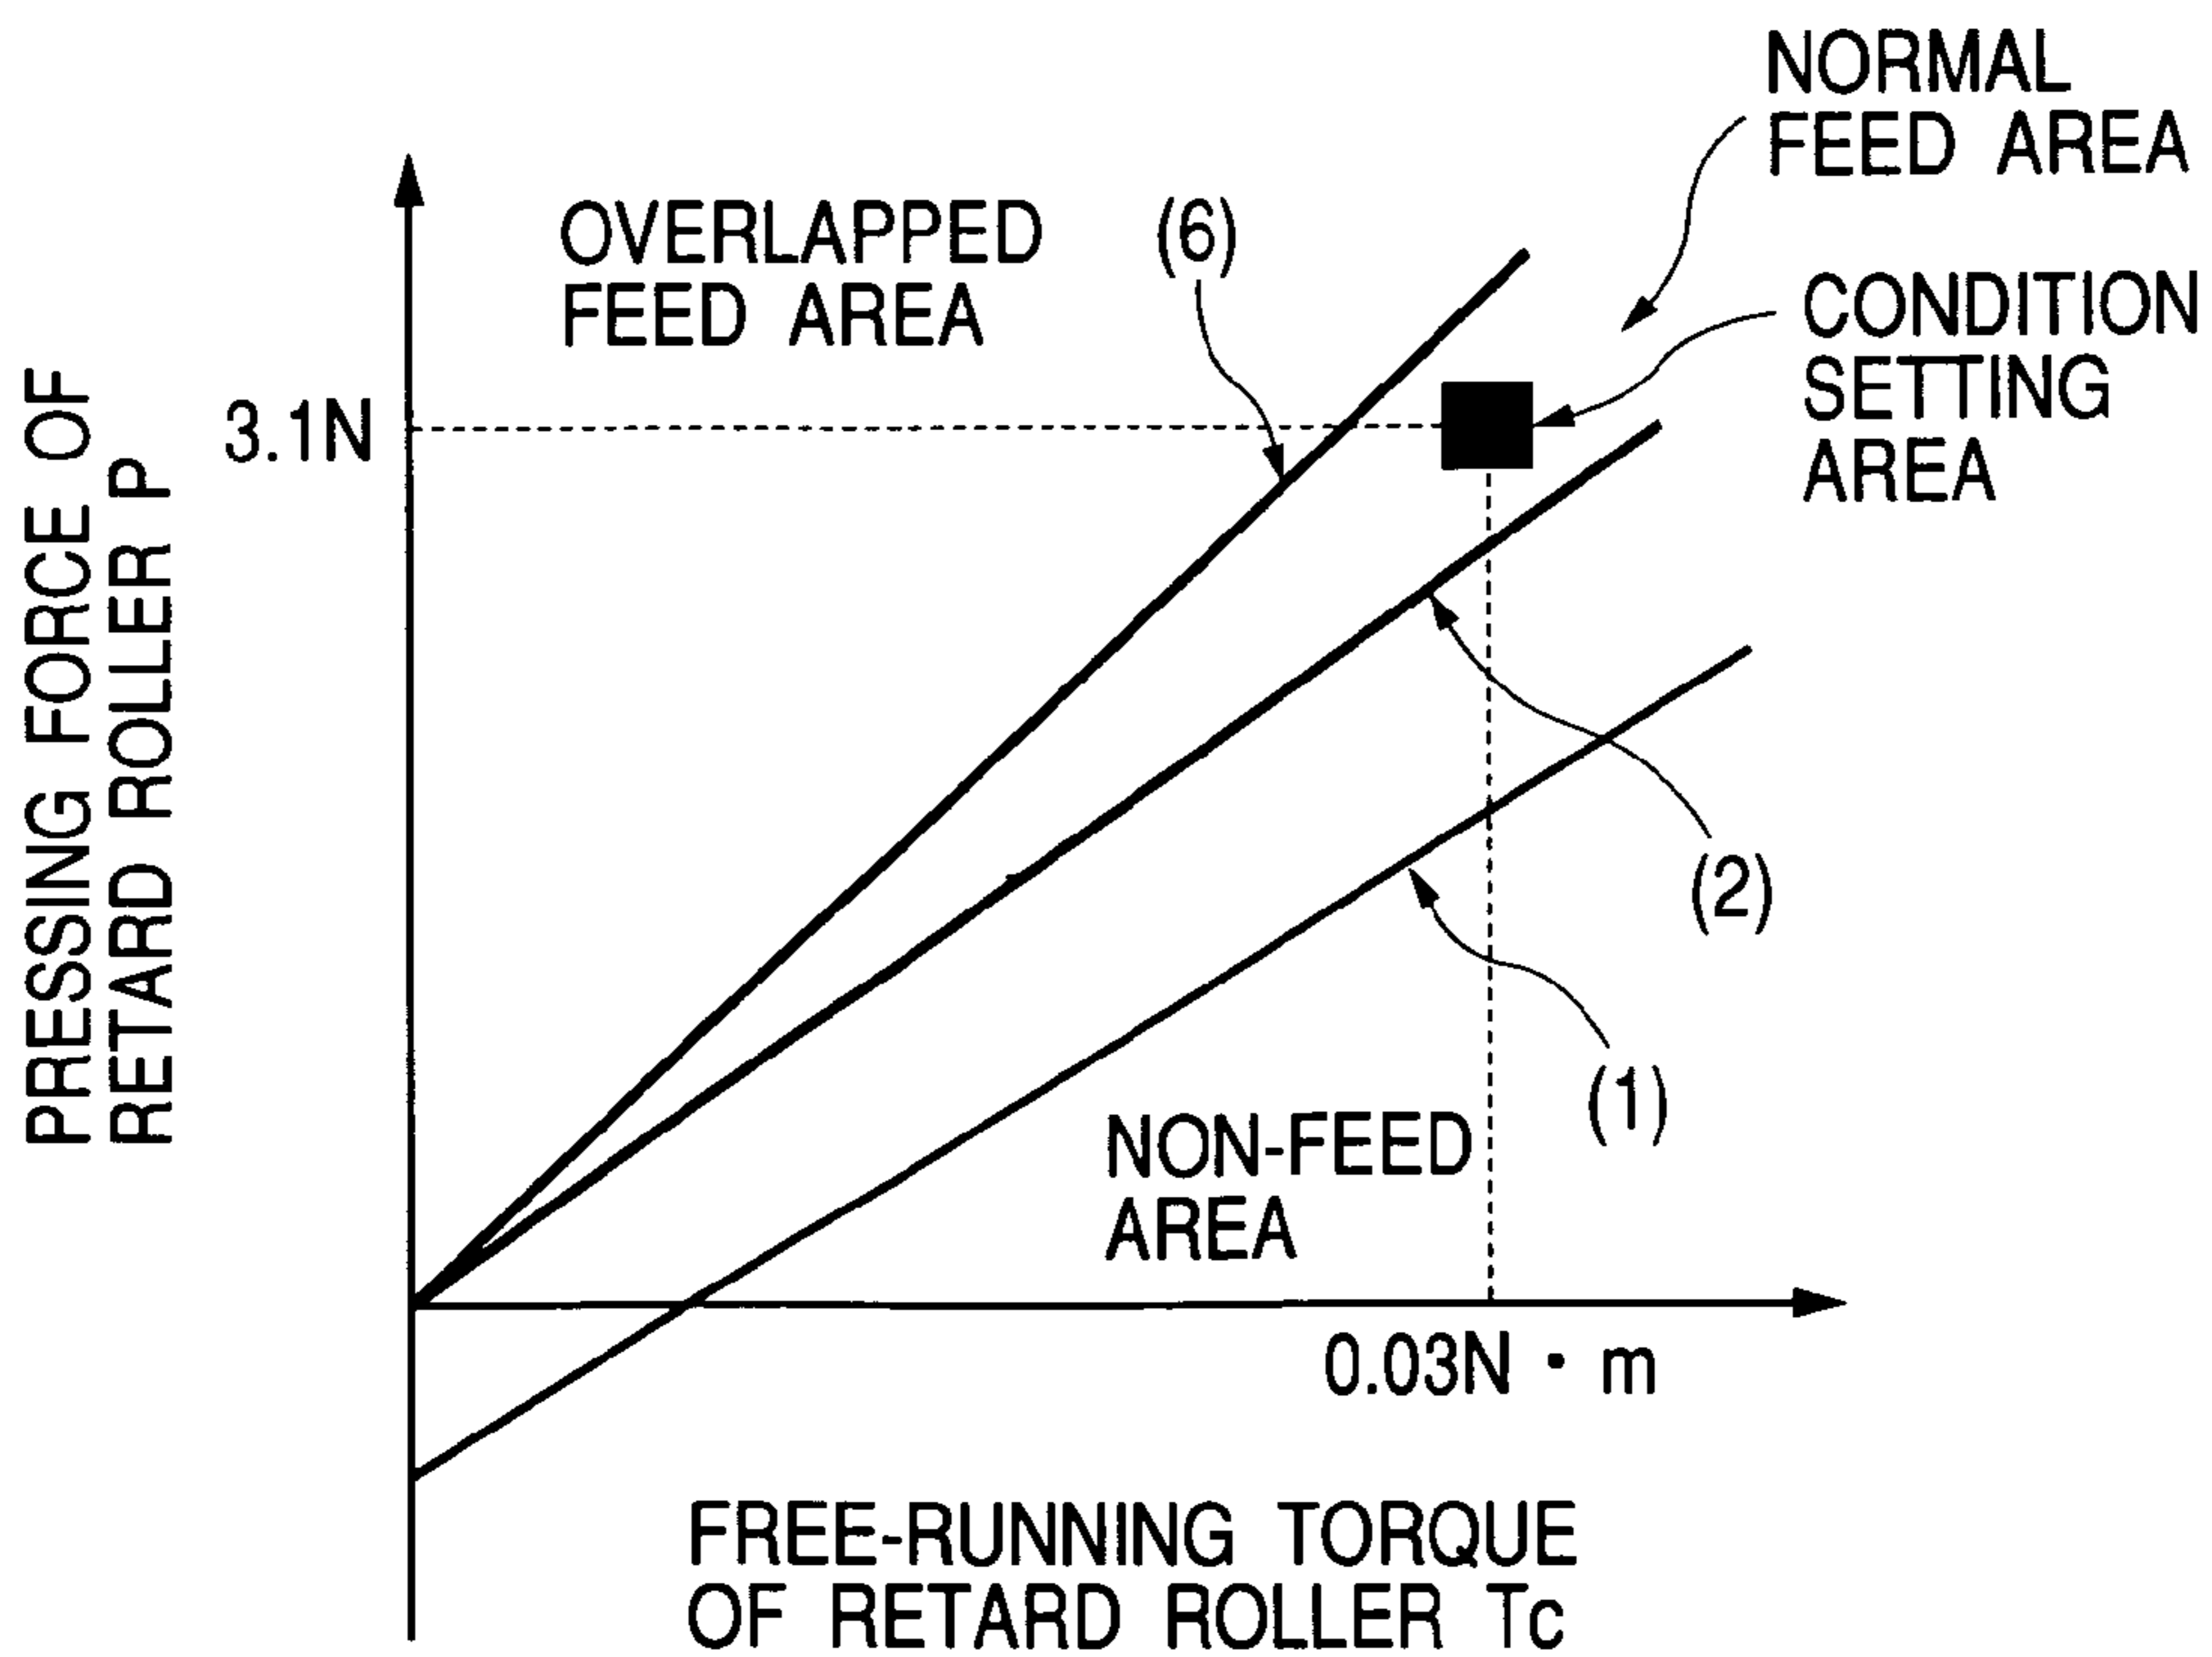 NORMAL
FEED AREA
OVERLAPPED
FEED AREA
(6)
CONDITION
SETTING
AREA
3.1N
PRESSING FORCE OF
RETARD ROLLER P
(2)
(1)
NON-FEED
AREA
0.03N・m
FREE-RUNNING TORQUE
OF RETARD ROLLER Tc